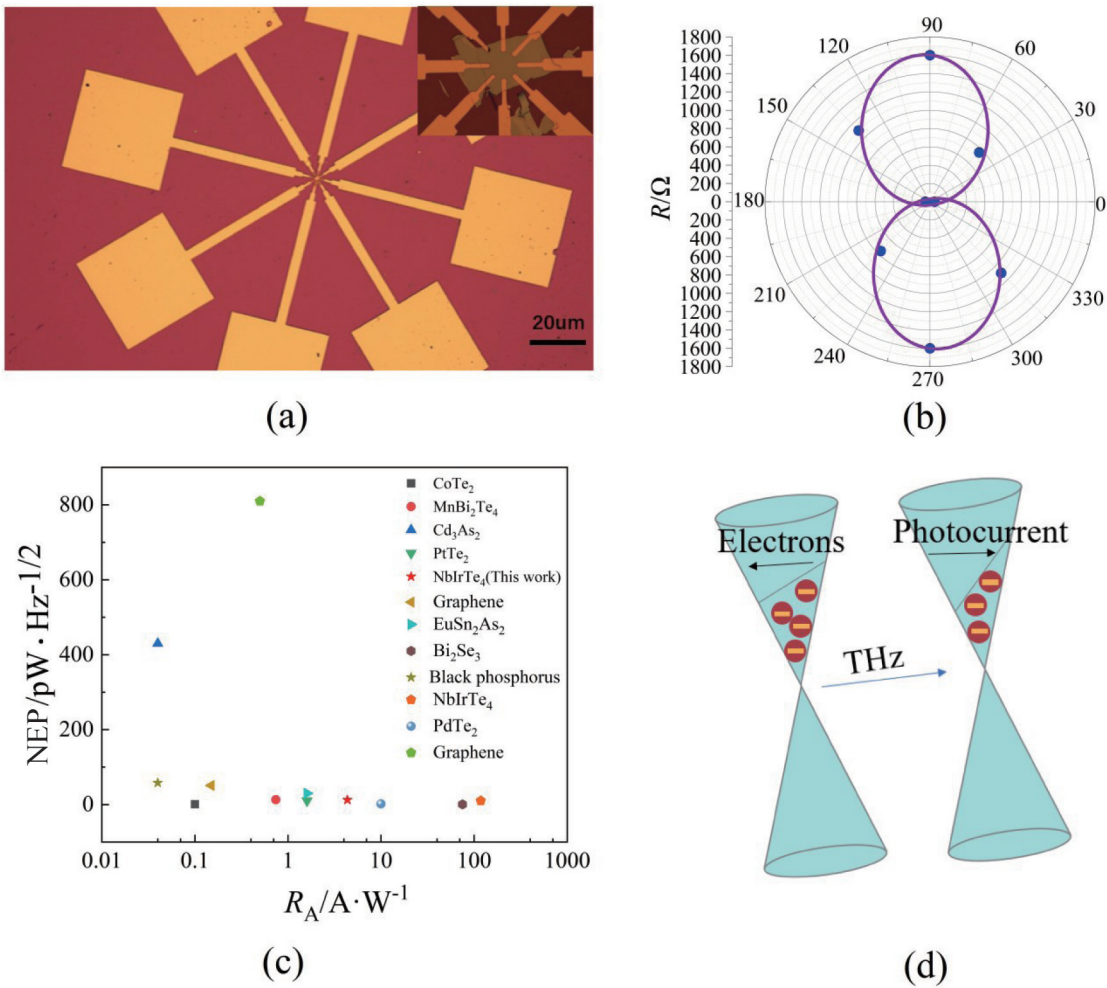 20um
(a)
90
120
60
150
30
180
0
210
330
240
300
270
R/Ω
1800
1600
1400
1200
1000
800
600
400
200
0
200
400
600
800
1000
1200
1400
1600
1800
(b)
NEP/pW·Hz-1/2
800
600
400
200
0
0.01
0.1
1
10
100
1000
R_A/A·W⁻¹
CoTe₂
MnBi₂Te₄
Cd₃As₂
PtTe₂
NbIrTe₄(This work)
Graphene
EuSn₂As₂
Bi₂Se₃
Black phosphorus
NbIrTe₄
PdTe₂
Graphene
(c)
Electrons
Photocurrent
THz
(d)